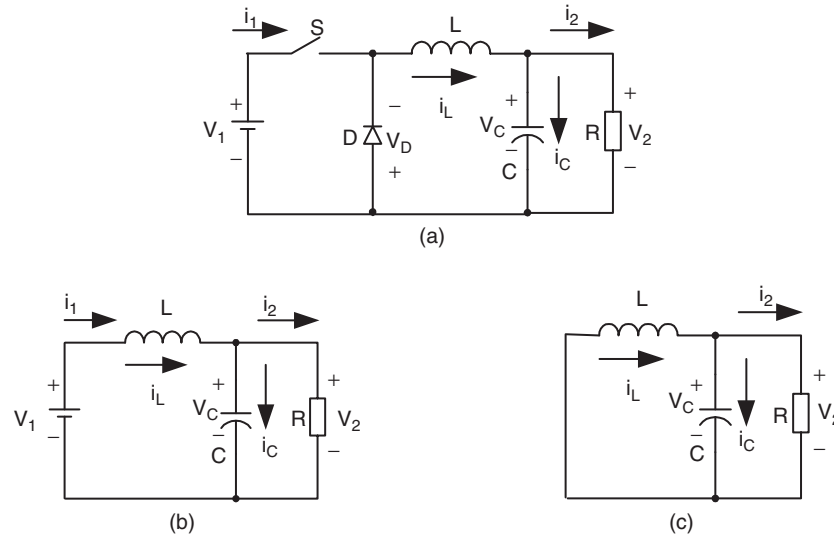 i1 S L i2
+ − iL + +
V1 D VD VC iC R V2
− + − C −
(a)
i1 L i2
+ iL + +
V1 VC iC R V2
− − C −
(b)
L i2
iL + +
VC iC R V2
− C −
(c)